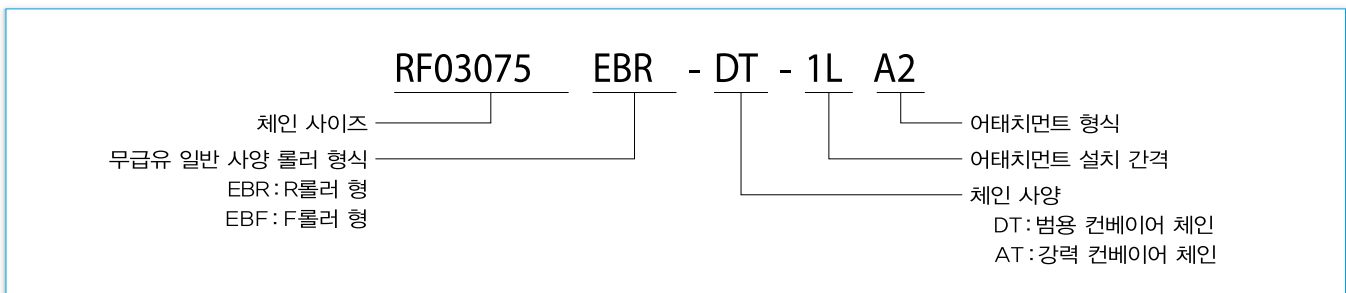 RF03075 EBR - DT - 1L A2
체인 사이즈
무급유 일반 사양 롤러 형식
EBR:R롤러 형
EBF:F롤러 형
어태치먼트 형식
어태치먼트 설치 간격
체인 사양
DT:범용 컨베이어 체인
AT:강력 컨베이어 체인